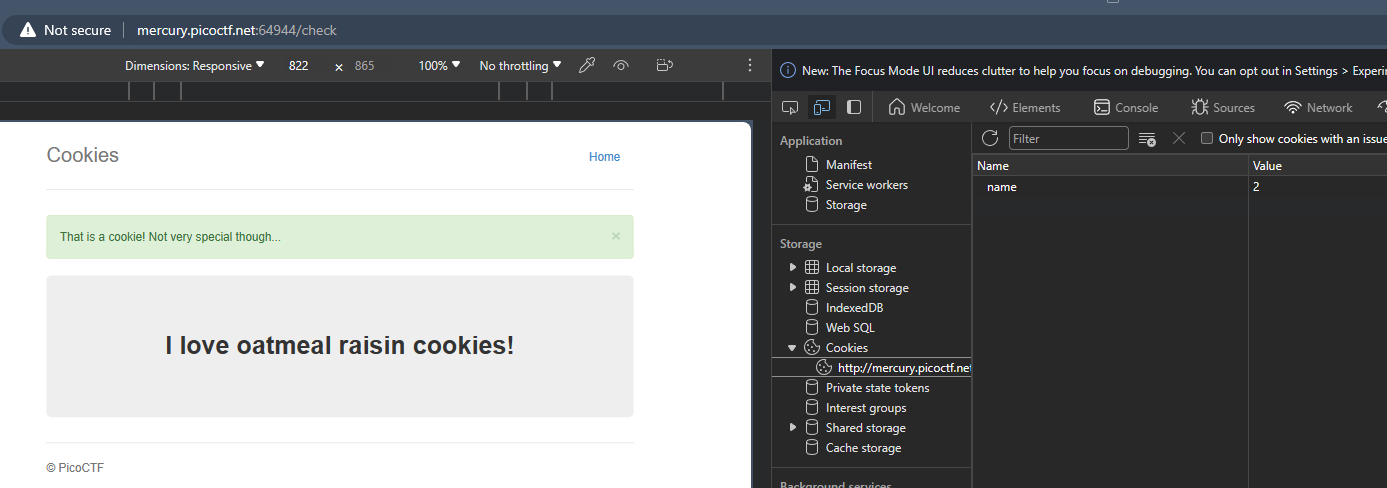 Not secure mercury.picoctf.net:64944/check
Dimensions: Responsive 822 × 865 100% No throttling
New: The Focus Mode UI reduces clutter to help you focus on debugging. You can opt out in Settings > Experi
Welcome Elements Console Sources Network
Cookies Home
That is a cookie! Not very special though... ×
I love oatmeal raisin cookies!
© PicoCTF
Application
Manifest
Service workers
Storage
Storage
Local storage
Session storage
IndexedDB
Web SQL
Cookies
http://mercury.picoctf.net
Private state tokens
Interest groups
Shared storage
Cache storage
Background services
Filter Only show cookies with an issue
Name Value
name 2